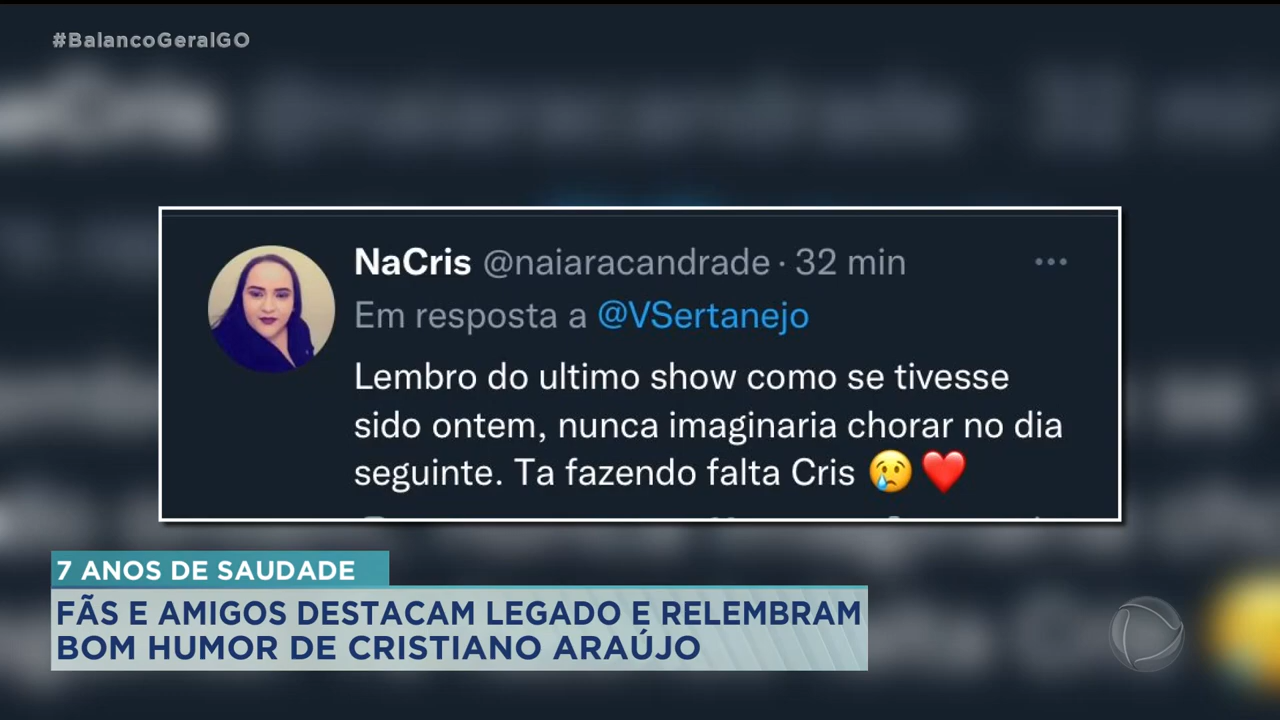 #BalancoGeralGO
NaCris @naiaracandrade · 32 min
Em resposta a @VSertanejo
Lembro do ultimo show como se tivesse
sido ontem, nunca imaginaria chorar no dia
seguinte. Ta fazendo falta Cris 😢❤️
7 ANOS DE SAUDADE
FÃS E AMIGOS DESTACAM LEGADO E RELEMBRAM
BOM HUMOR DE CRISTIANO ARAÚJO